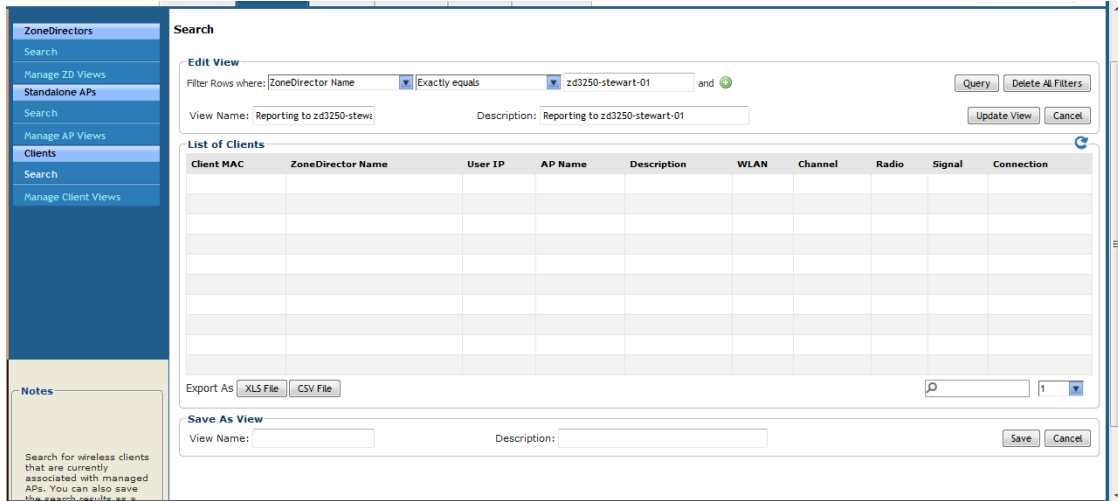 ZoneDirectors
Search
Manage ZD Views
Standalone APs
Search
Manage AP Views
Clients
Search
Manage Client Views
Notes
Search for wireless clients
that are currently
associated with managed
APs. You can also save
the search results as a
Search
Edit View
Filter Rows where: ZoneDirector Name Exactly equals zd3250-stewart-01 and Query Delete All Filters
View Name: Reporting to zd3250-stewa Description: Reporting to zd3250-stewart-01 Update View Cancel
List of Clients
Client MAC ZoneDirector Name User IP AP Name Description WLAN Channel Radio Signal Connection
Export As XLS File CSV File 1
Save As View
View Name: Description: Save Cancel